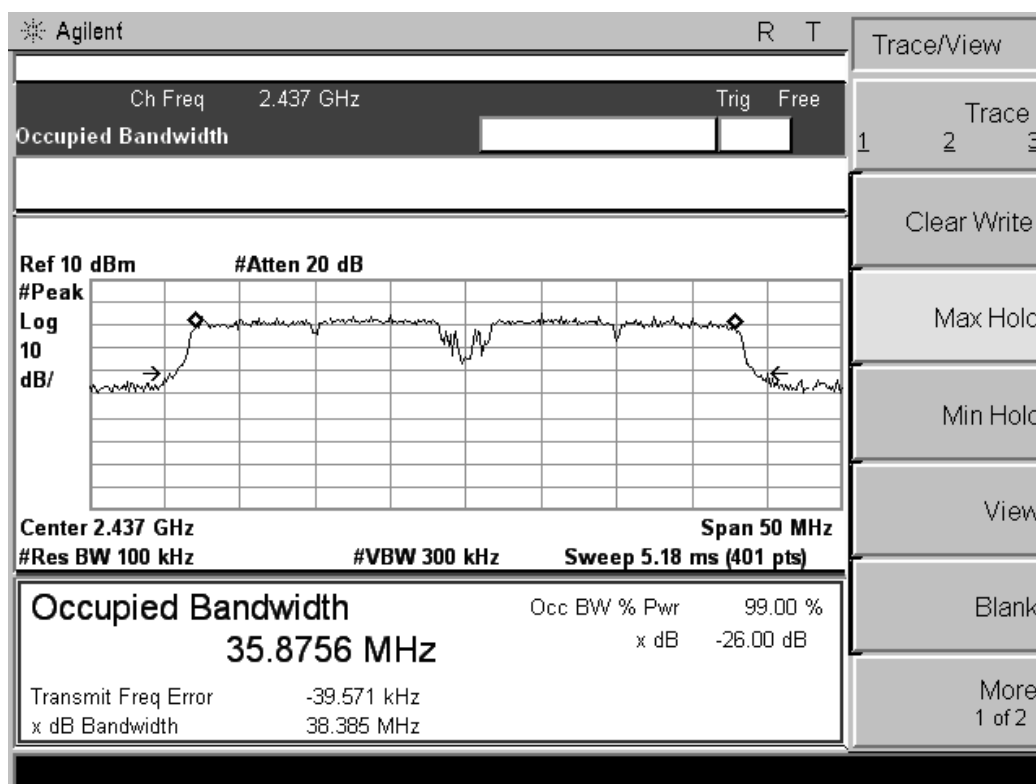 Agilent R T
Trace/View
Ch Freq 2.437 GHz Trig Free
Occupied Bandwidth
Trace
1 2 3
Clear Write
Ref 10 dBm #Atten 20 dB
#Peak
Log
10
dB/
Max Hold
Min Hold
View
Center 2.437 GHz Span 50 MHz
#Res BW 100 kHz #VBW 300 kHz Sweep 5.18 ms (401 pts)
Occupied Bandwidth
35.8756 MHz
Occ BW % Pwr 99.00 %
x dB -26.00 dB
Transmit Freq Error -39.571 kHz
x dB Bandwidth 38.385 MHz
Blank
More
1 of 2